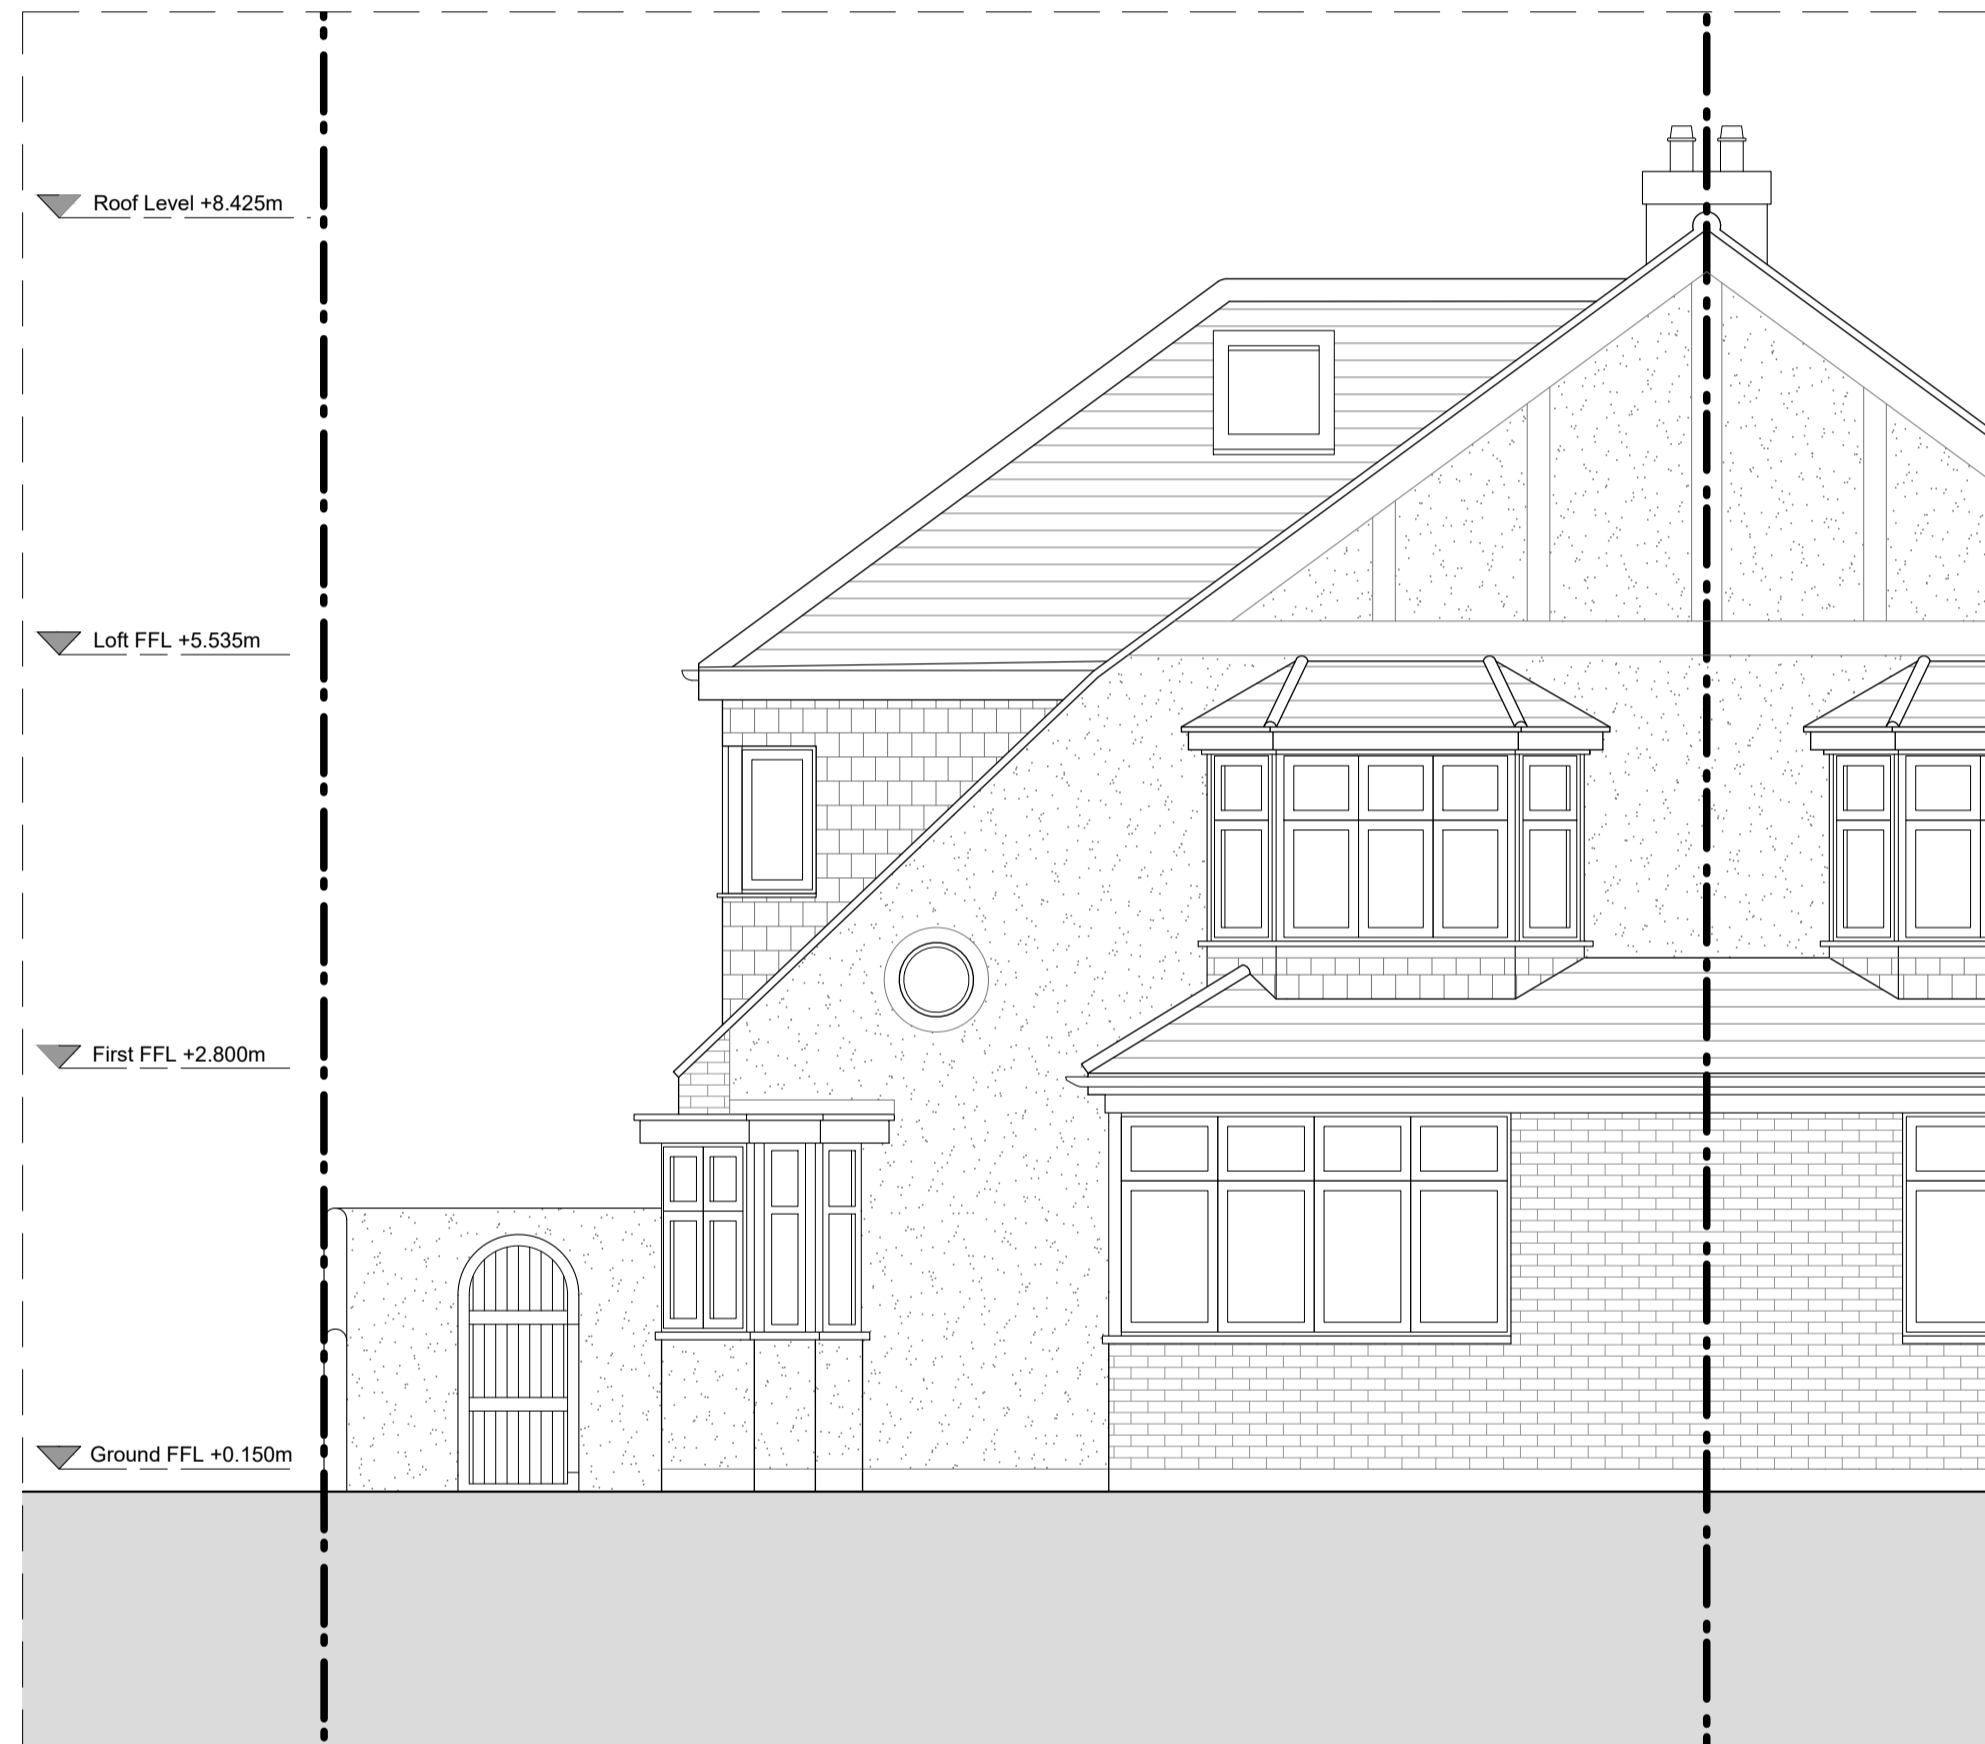 Roof Level +8.425m
Loft FFL +5.535m
First FFL +2.800m
Ground FFL +0.150m